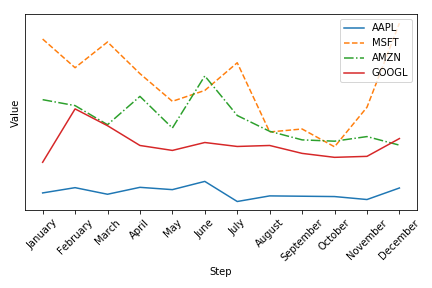 AAPL
MSFT
AMZN
GOOGL
Value
January
February
March
April
May
June
July
August
September
October
November
December
Step